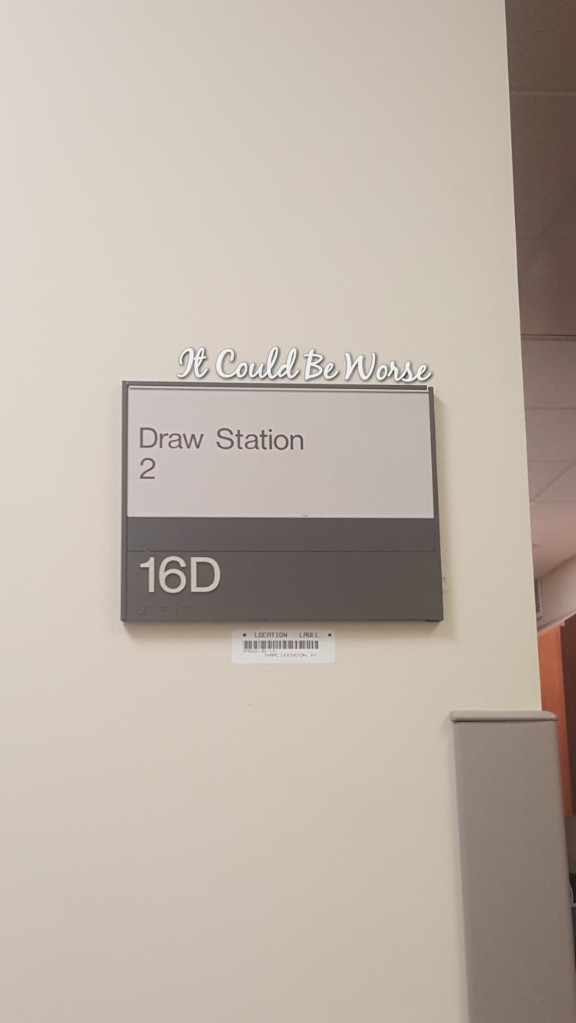 It Could Be Worse
Draw Station
2
16D
* LOCATION LABEL *